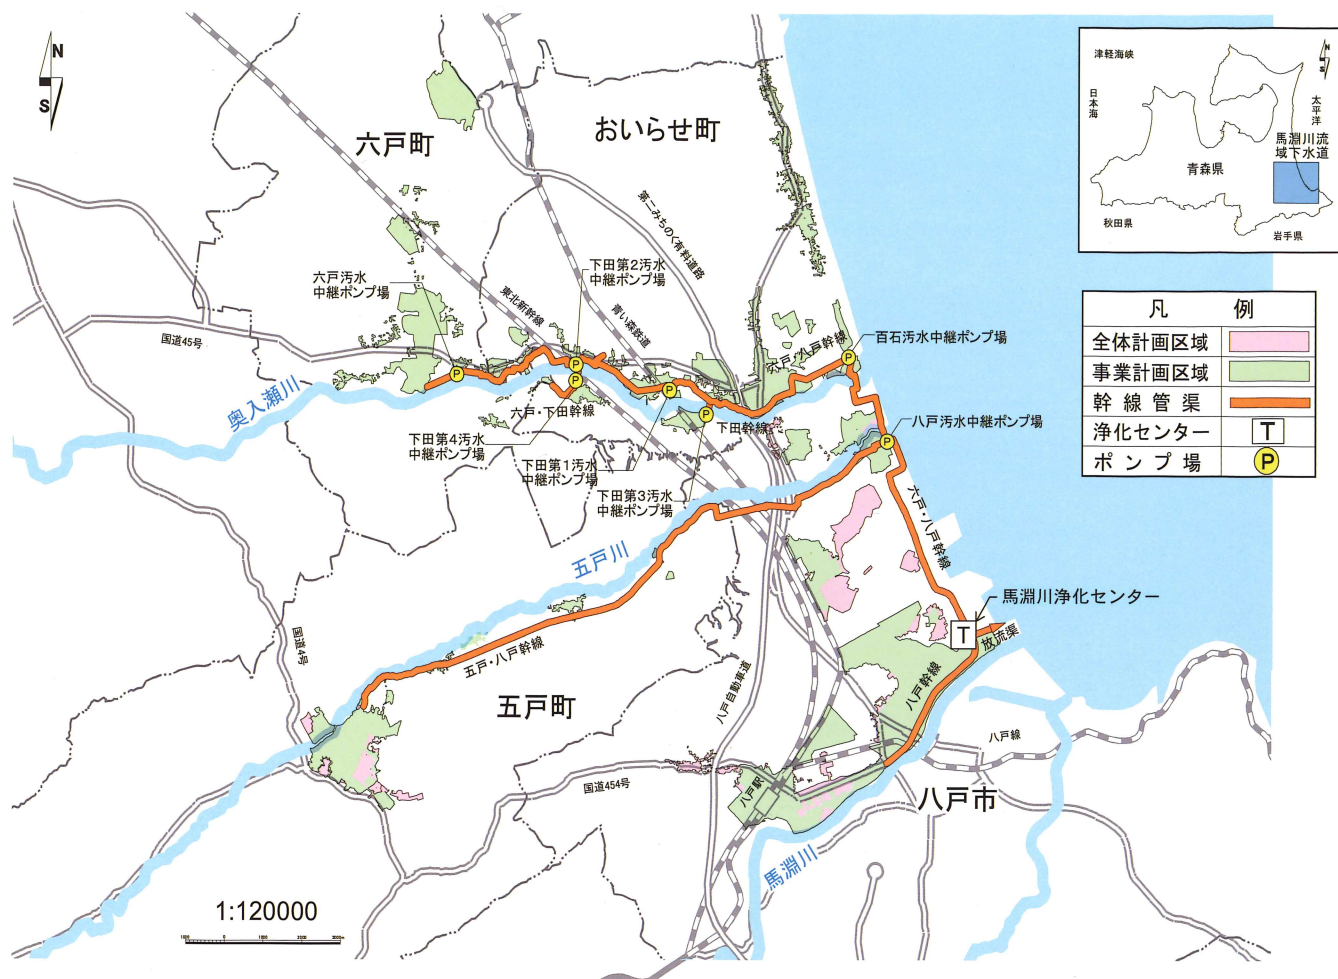 N
S
六戸町
おいらせ町
第二みちのく有料道路
六戸汚水
中継ポンプ場
下田第2汚水
中継ポンプ場
東北新幹線
青い森鉄道
国道45号
六戸・八戸幹線
百石汚水中継ポンプ場
奥入瀬川
P
P
P
P
P
P
P
六戸・下田幹線
下田幹線
八戸汚水中継ポンプ場
下田第4汚水
中継ポンプ場
下田第1汚水
中継ポンプ場
下田第3汚水
中継ポンプ場
六戸・八戸幹線
五戸川
馬淵川浄化センター
T
放流渠
国道4号
五戸・八戸幹線
八戸幹線
五戸町
八戸自動車道
八戸線
国道454号
八戸駅
八戸市
馬淵川
1:120000
1000 0 1000 2000 3000m
津軽海峡
N
S
日本海
太平洋
馬淵川流
域下水道
青森県
秋田県
岩手県
凡 例
全体計画区域
事業計画区域
幹線管渠
浄化センター T
ポンプ場 P